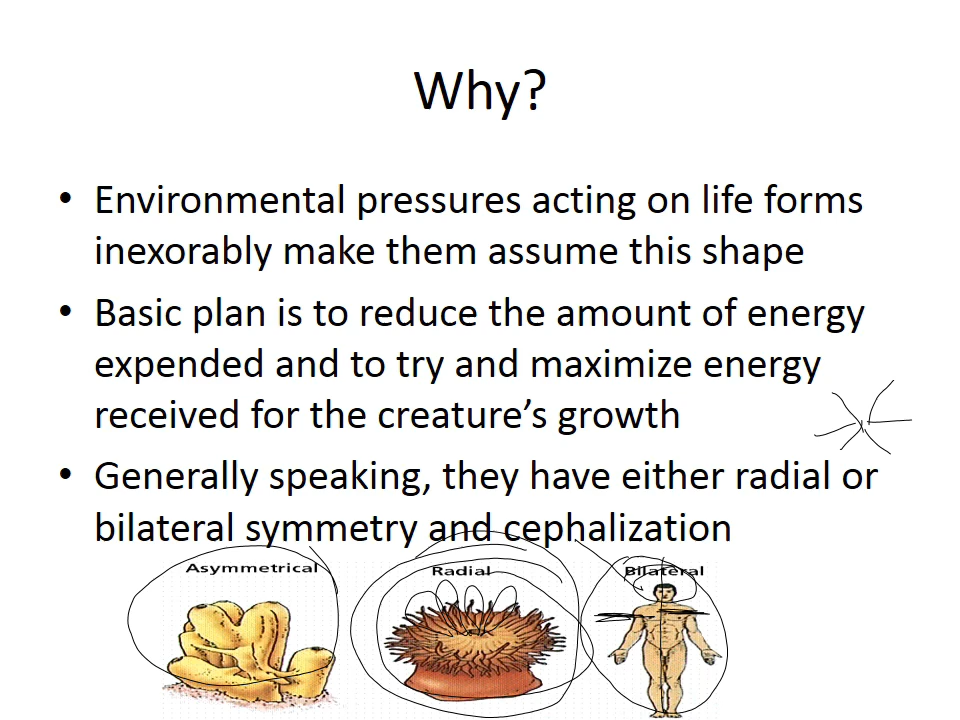 Why?
• Environmental pressures acting on life forms
inexorably make them assume this shape
• Basic plan is to reduce the amount of energy
expended and to try and maximize energy
received for the creature’s growth
• Generally speaking, they have either radial or
bilateral symmetry and cephalization
Asymmetrical Radial Bilateral